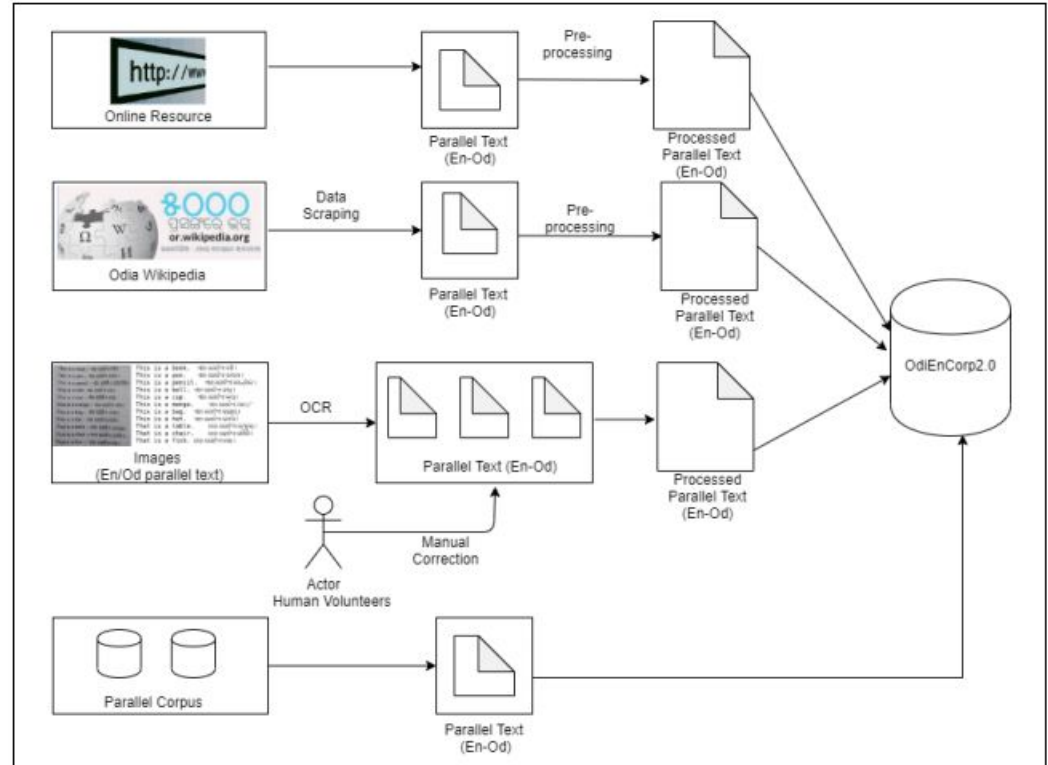 http://www
Online Resource
Parallel Text
(En-Od)
Pre-
processing
Processed
Parallel Text
(En-Od)
୫000
or.wikipedia.org
Odia Wikipedia
Data
Scraping
Parallel Text
(En-Od)
Pre-
processing
Processed
Parallel Text
(En-Od)
OdiEnCorp2.0
This is a book.
This is a pen.
This is a pencil.
This is a ball.
This is a cup.
This is a mango.
This is a bag.
This is a hat.
That is a table.
That is a chair.
That is a fish.
Images
(En/Od parallel text)
OCR
Parallel Text (En-Od)
Processed
Parallel Text
(En-Od)
Manual
Correction
Actor
Human Volunteers
Parallel Corpus
Parallel Text
(En-Od)